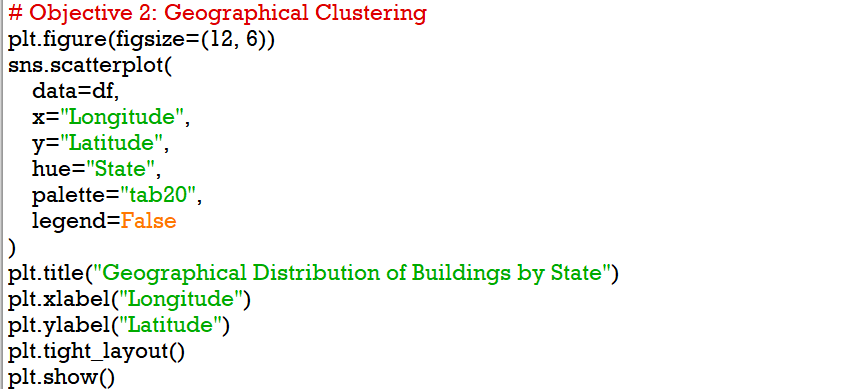 # Objective 2: Geographical Clustering
plt.figure(figsize=(12, 6))
sns.scatterplot(
    data=df,
    x="Longitude",
    y="Latitude",
    hue="State",
    palette="tab20",
    legend=False
)
plt.title("Geographical Distribution of Buildings by State")
plt.xlabel("Longitude")
plt.ylabel("Latitude")
plt.tight_layout()
plt.show()